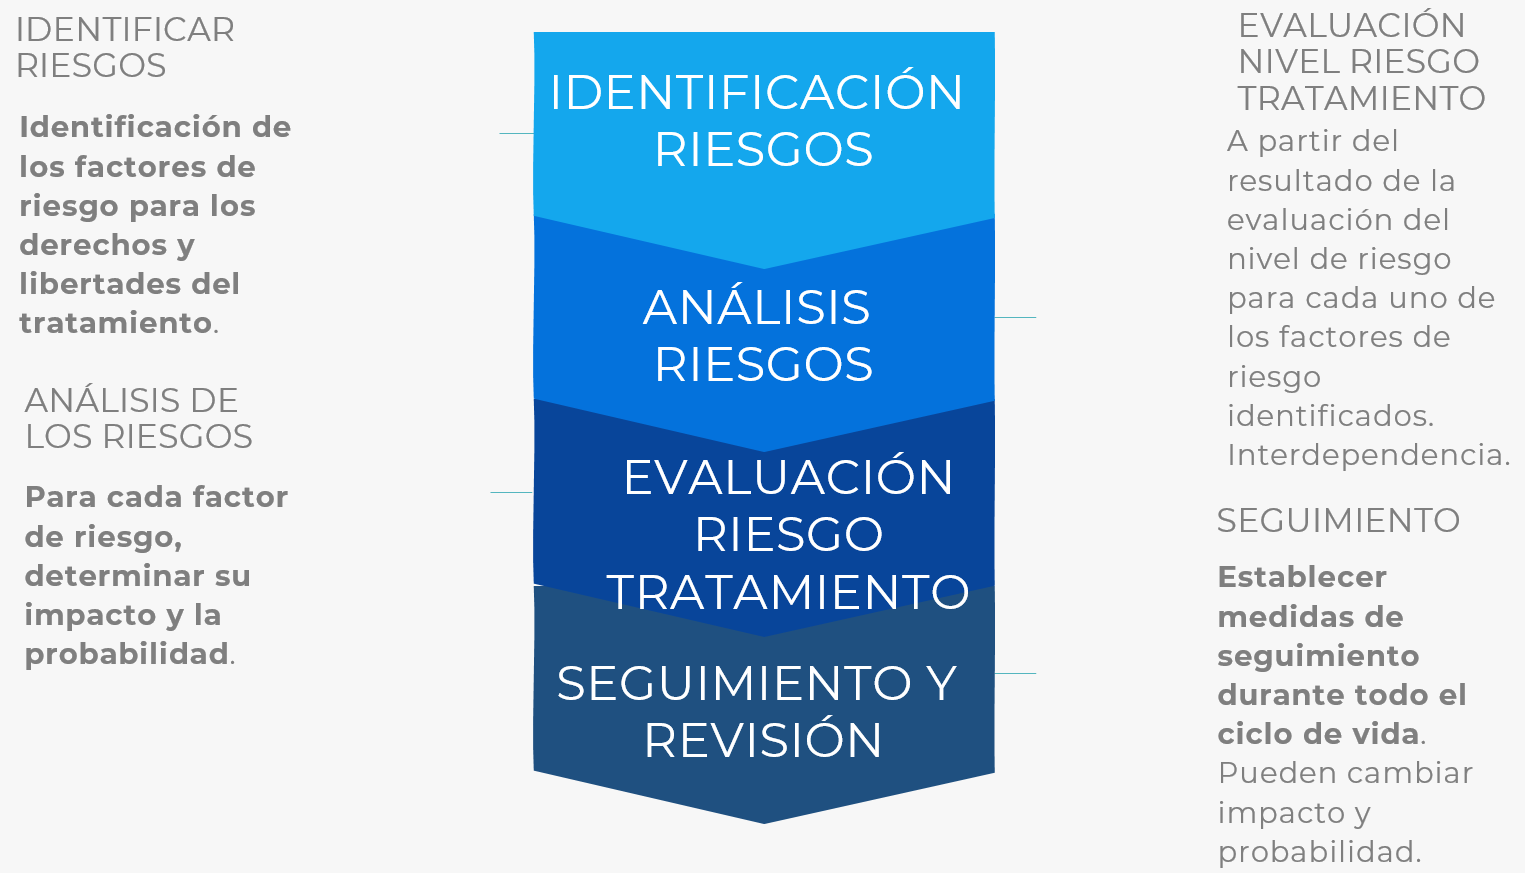 IDENTIFICAR
RIESGOS
Identificación de
los factores de
riesgo para los
derechos y
libertades del
tratamiento.
ANÁLISIS DE
LOS RIESGOS
Para cada factor
de riesgo,
determinar su
impacto y la
probabilidad.
IDENTIFICACIÓN
RIESGOS
ANÁLISIS
RIESGOS
EVALUACIÓN
RIESGO
TRATAMIENTO
SEGUIMIENTO Y
REVISIÓN
EVALUACIÓN
NIVEL RIESGO
TRATAMIENTO
A partir del
resultado de la
evaluación del
nivel de riesgo
para cada uno de
los factores de
riesgo
identificados.
Interdependencia.
SEGUIMIENTO
Establecer
medidas de
seguimiento
durante todo el
ciclo de vida.
Pueden cambiar
impacto y
probabilidad.